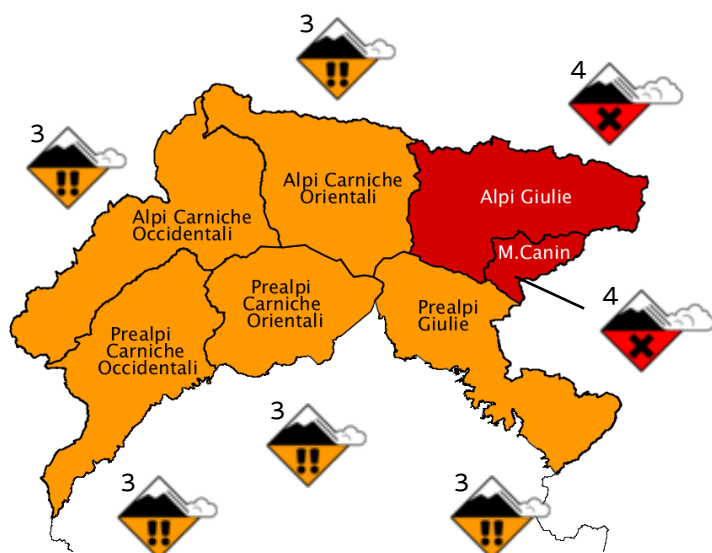 3
4
3
Alpi Carniche
Orientali
Alpi Giulie
Alpi Carniche
Occidentali
M.Canin
Prealpi
Carniche
Orientali
Prealpi
Giulie
4
Prealpi
Carniche
Occidentali
3
3
3